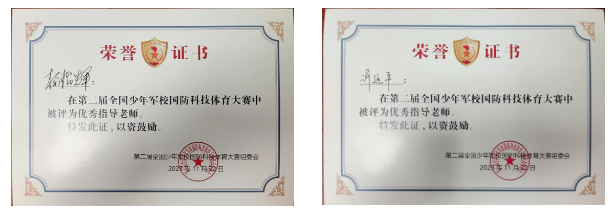 荣誉 证书
在第二届全国少年军校国防科技体育大赛中
被评为优秀指导老师。
特发此证，以资鼓励。
第二届全国少年军校国防科技体育大赛组委会
荣誉 证书
在第二届全国少年军校国防科技体育大赛中
被评为优秀指导老师。
特发此证，以资鼓励。
第二届全国少年军校国防科技体育大赛组委会